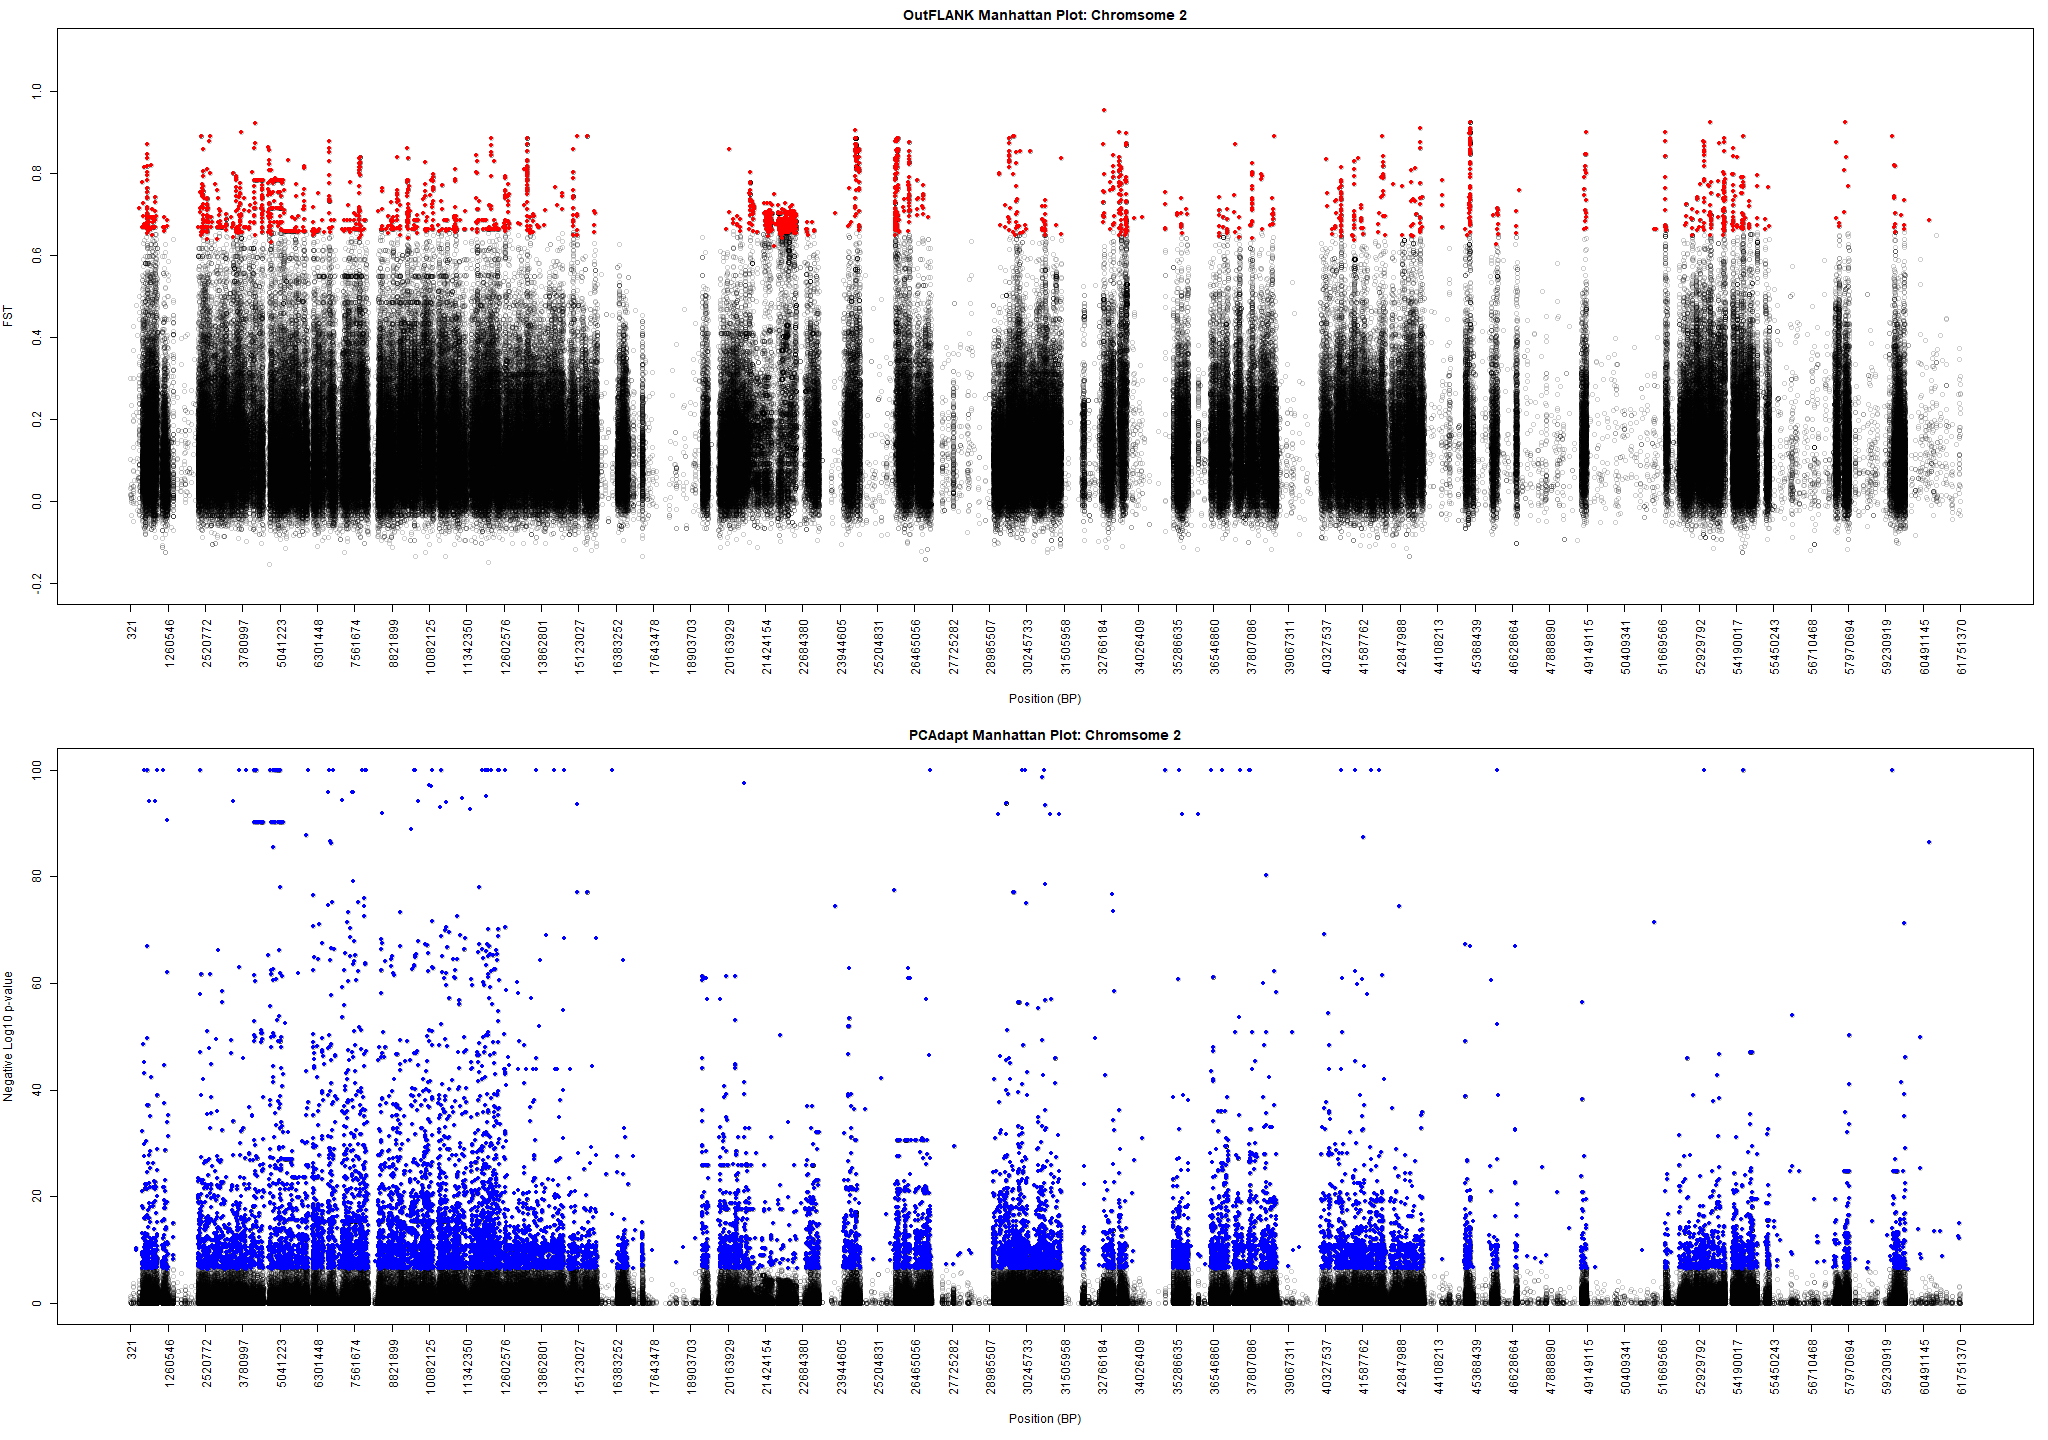 OutFLANK Manhattan Plot: Chromsome 2
1.0
0.8
0.6
0.4
0.2
0.0
-0.2
FST
321 1260546 2520772 3780997 5041223 6301448 7561674 8821899 10082125 11342350 12602576 13862801 15123027 16383252 17643478 18903703 20163929 21424154 22684380 23944605 25204831 26465056 27725282 28985507 30245733 31505958 32766184 34026409 35286635 36546860 37807086 39067311 40327537 41587762 42847988 44108213 45368439 46628664 47888890 49149115 50409341 51669566 52929792 54190017 55450243 56710468 57970694 59230919 60491145 61751370
Position (BP)
PCAdapt Manhattan Plot: Chromsome 2
100
80
60
40
20
0
Negative Log10 p-value
321 1260546 2520772 3780997 5041223 6301448 7561674 8821899 10082125 11342350 12602576 13862801 15123027 16383252 17643478 18903703 20163929 21424154 22684380 23944605 25204831 26465056 27725282 28985507 30245733 31505958 32766184 34026409 35286635 36546860 37807086 39067311 40327537 41587762 42847988 44108213 45368439 46628664 47888890 49149115 50409341 51669566 52929792 54190017 55450243 56710468 57970694 59230919 60491145 61751370
Position (BP)